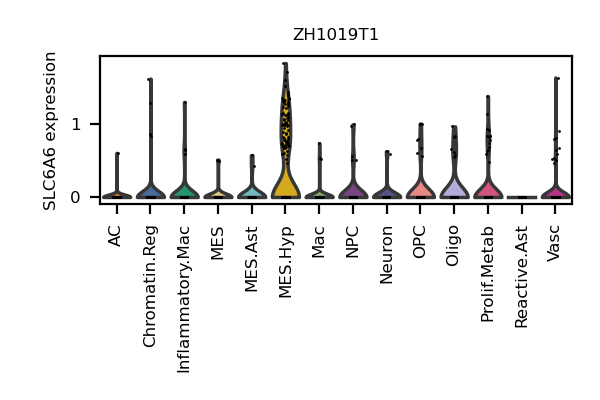 ZH1019T1
SLC6A6 expression
1
0
AC
Chromatin.Reg
Inflammatory.Mac
MES
MES.Ast
MES.Hyp
Mac
NPC
Neuron
OPC
Oligo
Prolif.Metab
Reactive.Ast
Vasc